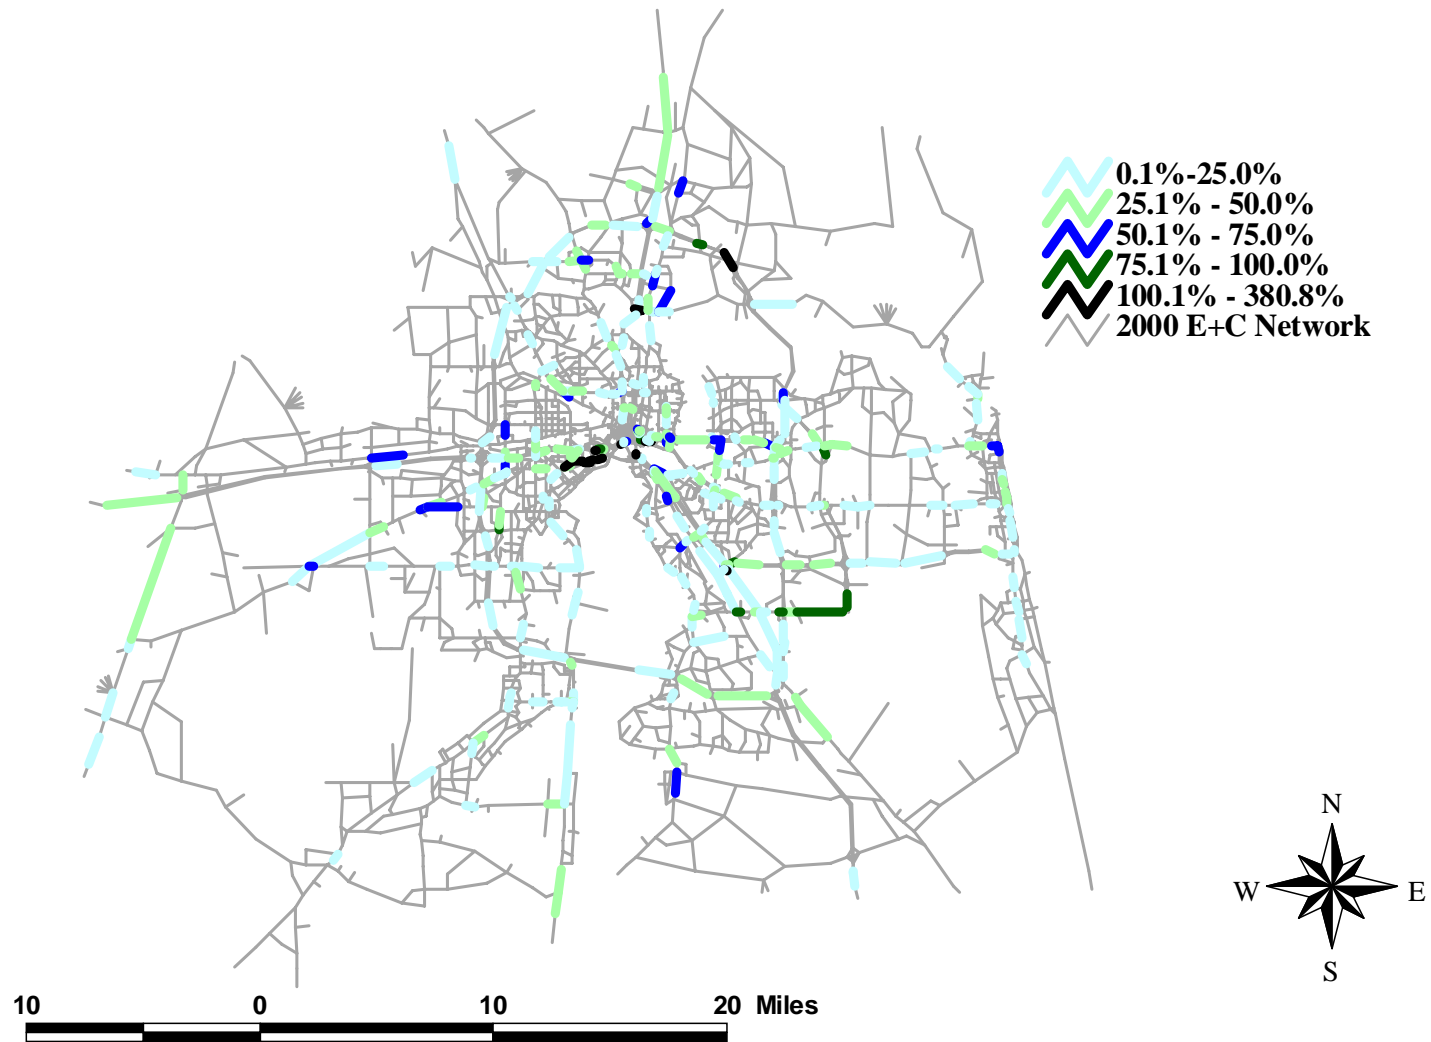 0.1%-25.0%
25.1% - 50.0%
50.1% - 75.0%
75.1% - 100.0%
100.1% - 380.8%
2000 E+C Network
N
W E
S
10 0 10 20 Miles